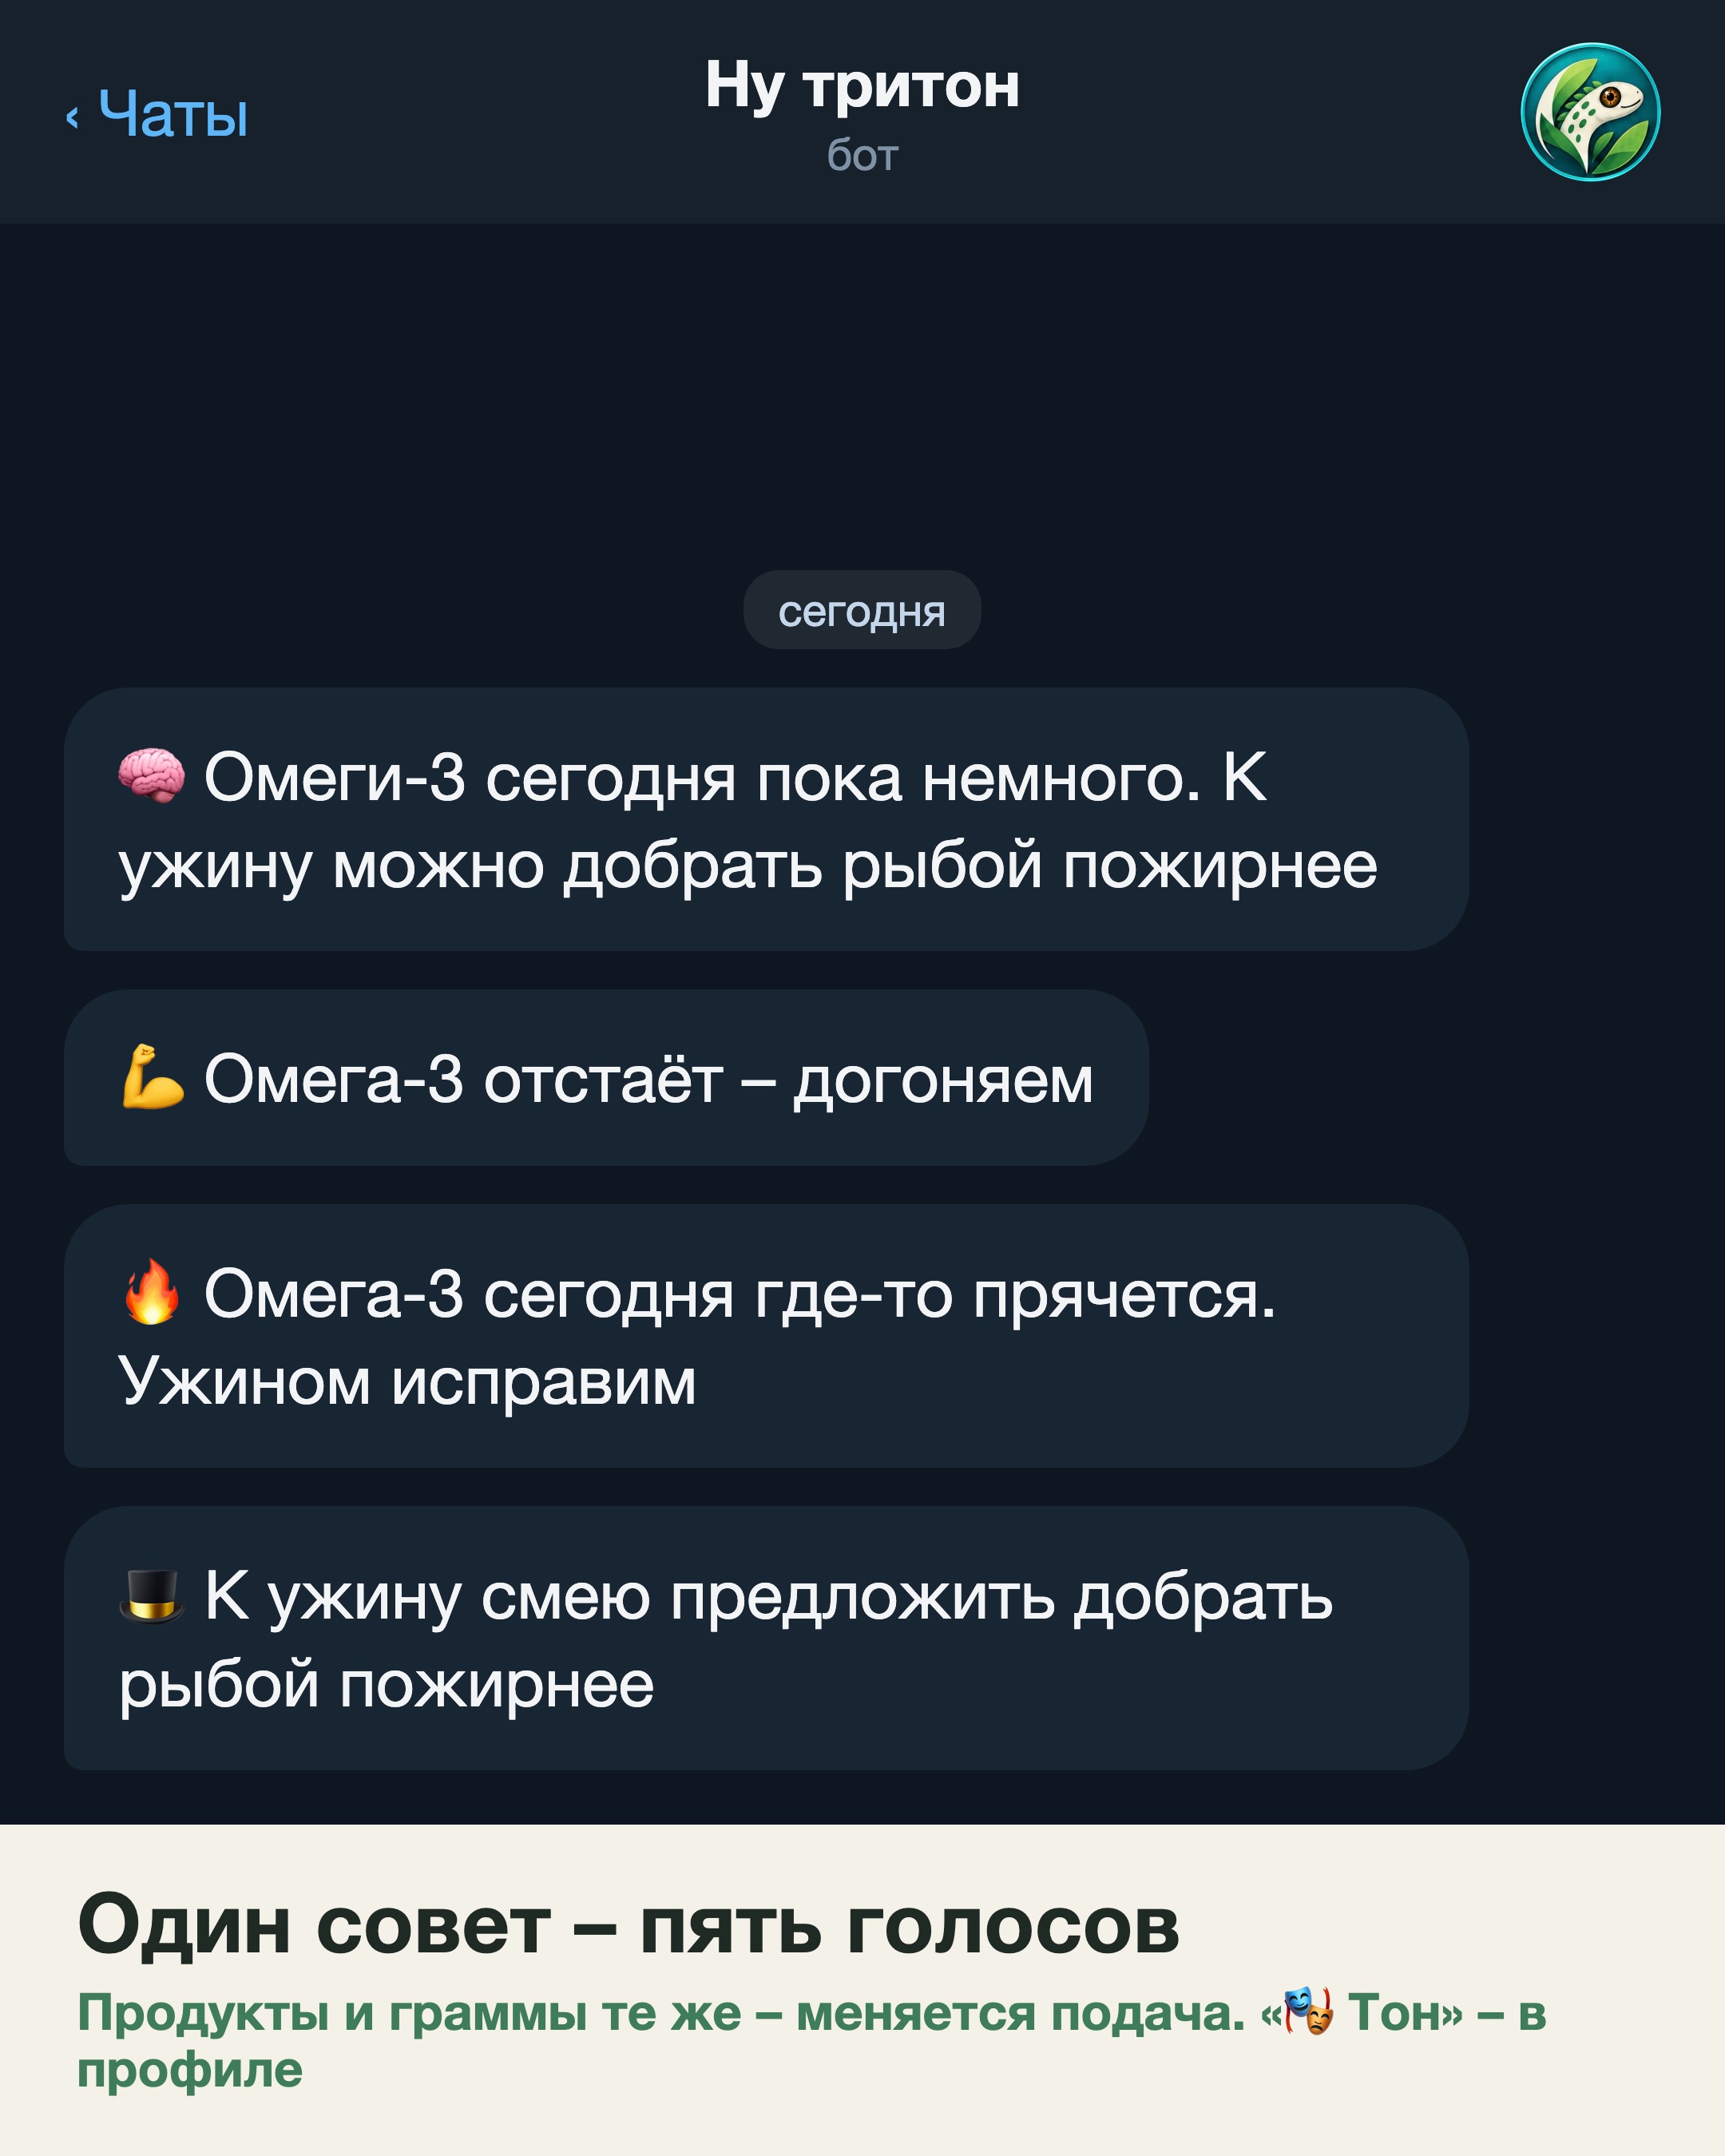 ‹ Чаты
Ну тритон
бот
сегодня
🧠 Омеги-3 сегодня пока немного. К
ужину можно добрать рыбой пожирнее
💪 Омега-3 отстаёт – догоняем
🔥 Омега-3 сегодня где-то прячется.
Ужином исправим
🎩 К ужину смею предложить добрать
рыбой пожирнее
Один совет – пять голосов
Продукты и граммы те же – меняется подача. «🎭 Тон» – в
профиле